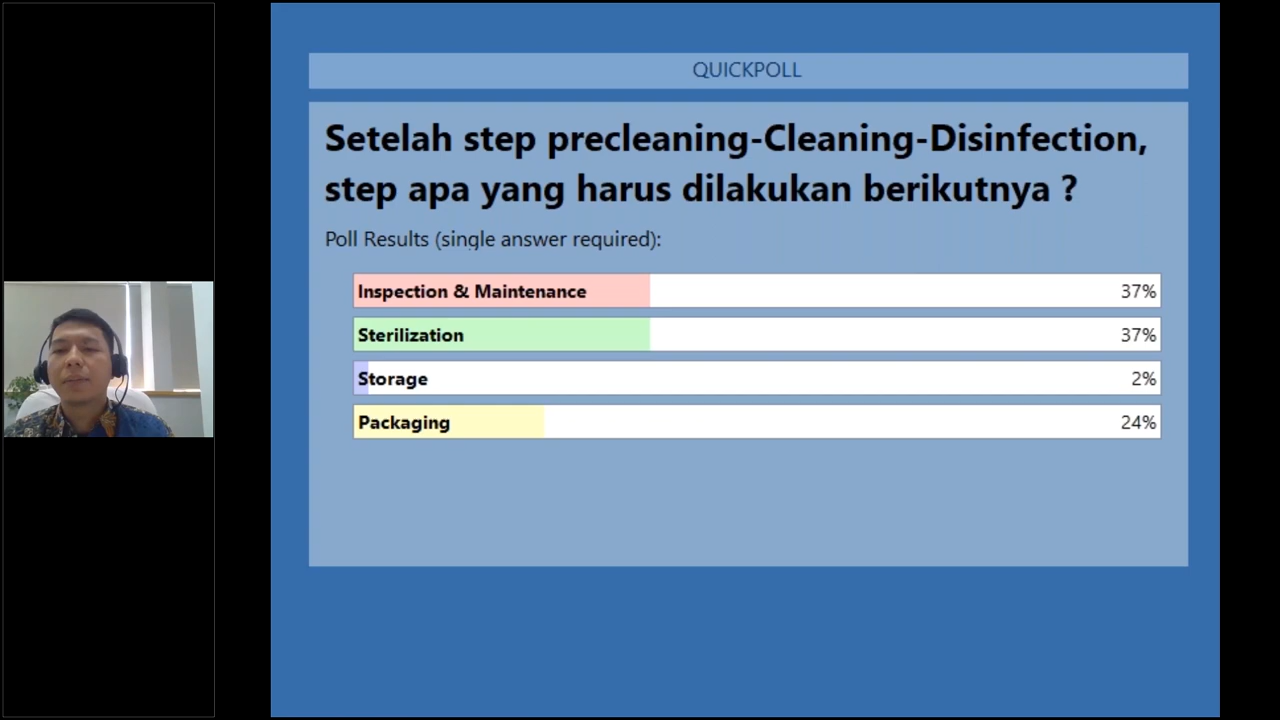 QUICKPOLL
Setelah step precleaning-Cleaning-Disinfection,
step apa yang harus dilakukan berikutnya ?
Poll Results (single answer required):
Inspection & Maintenance 37%
Sterilization 37%
Storage 2%
Packaging 24%